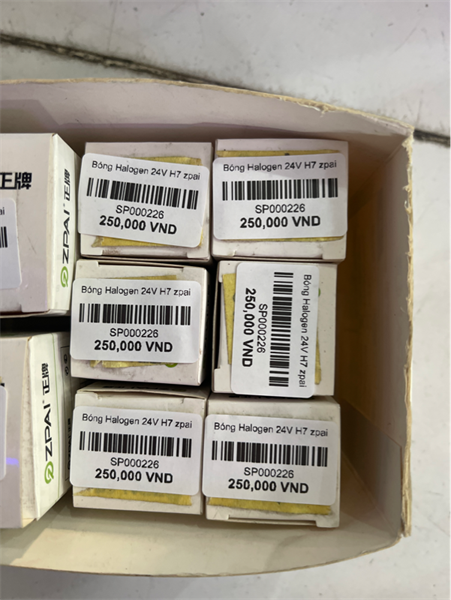 正牌
ZPAI
zpai
Bóng Halogen 24V H7 zpai
SP000226
250,000 VND
Bóng Halogen 24V H7 zpai
SP000226
250,000 VND
Bóng Halogen 24V H7 zpai
SP000226
250,000 VND
Bóng Halogen 24V H7 zpai
SP000226
250,000 VND
ZPAI 正牌
Bóng Halogen 24V H7 zpai
SP000226
250,000 VND
Bóng Halogen 24V H7 zpai
SP000226
250,000 VND